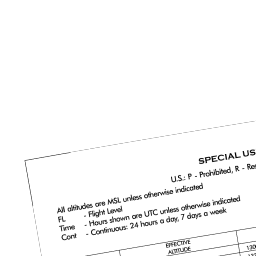 SPECIAL US
U.S.: P - Prohibited, R - Res
All altitudes are MSL unless otherwise indicated
FL - Flight Level
Time - Hours shown are UTC unless otherwise indicated
Cont - Continuous: 24 hours a day, 7 days a week
EFFECTIVE
ALTITUDE